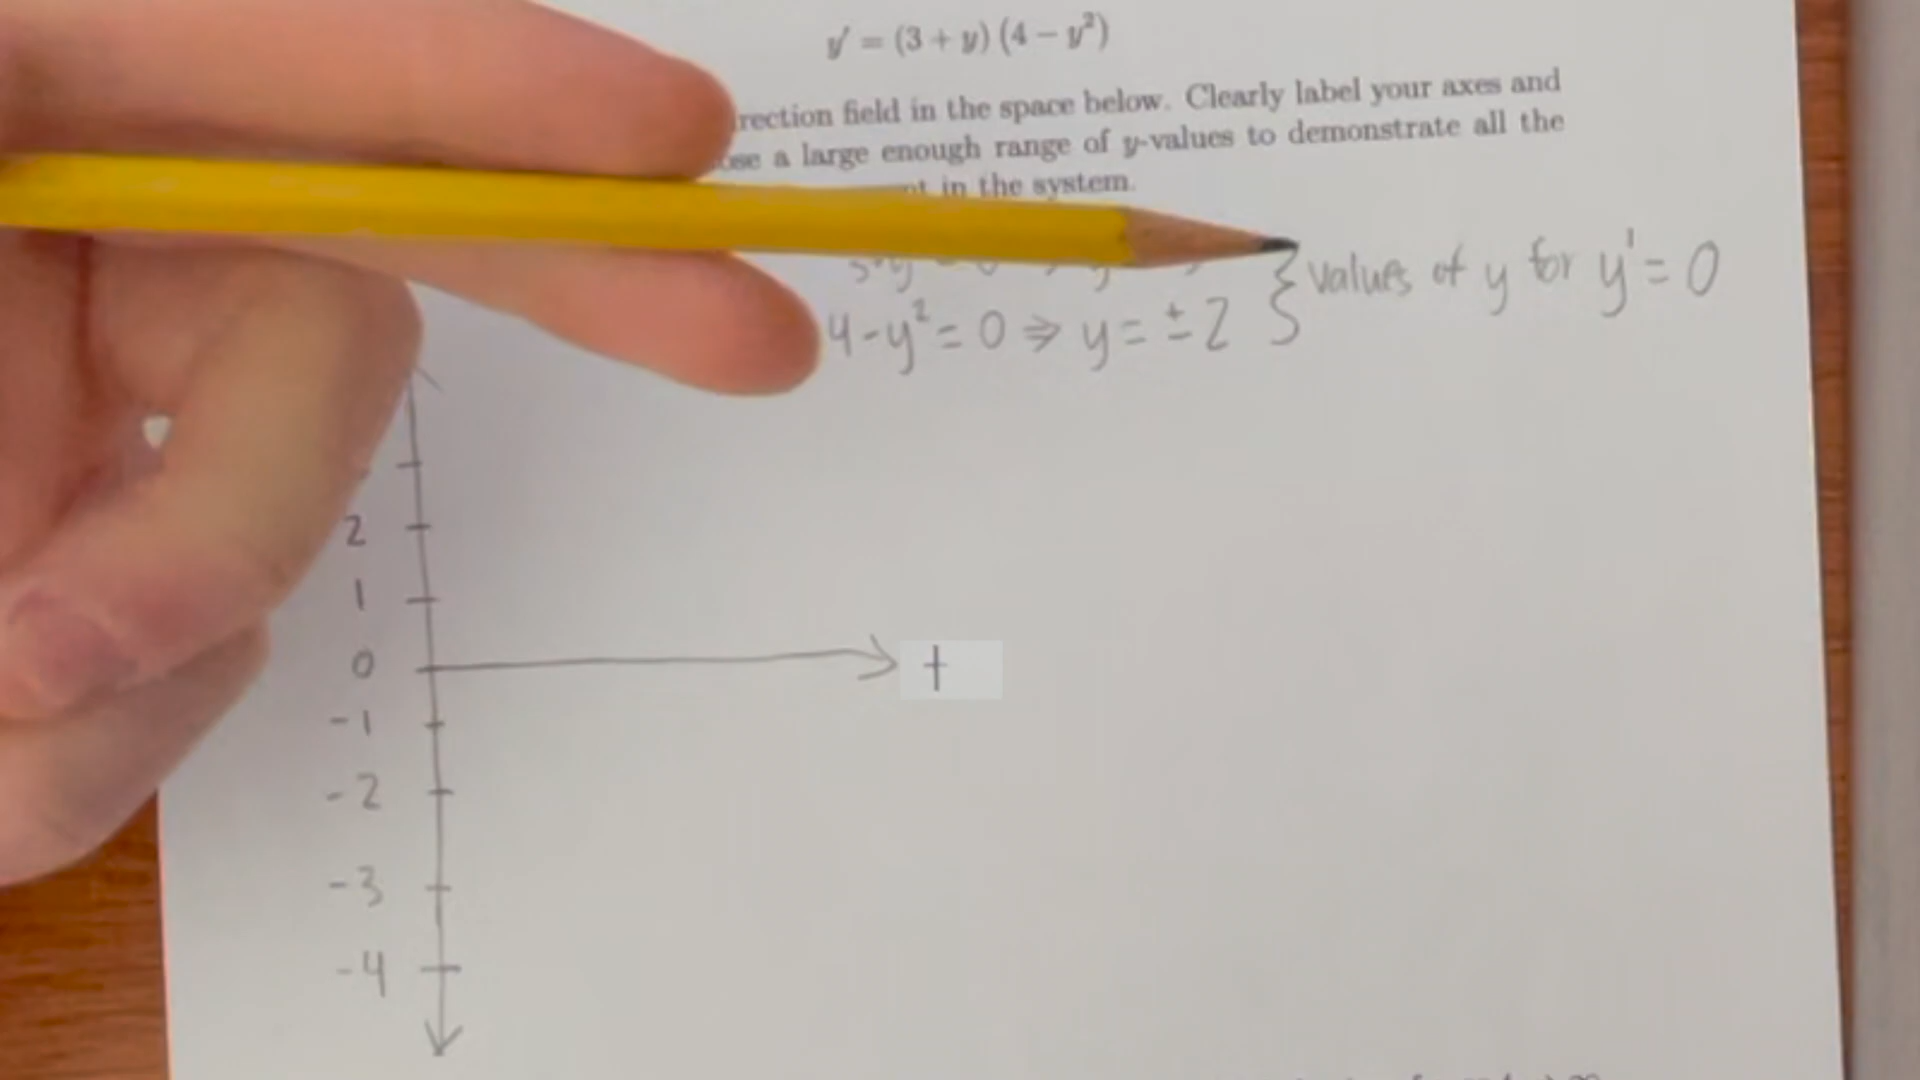 y′ = (3 + y) (4 − y²)
rection field in the space below. Clearly label your axes and
a large enough range of y-values to demonstrate all the
in the system.
values of y for y' = 0
4-y² = 0 ⇒ y = ± 2
2
1
0
t
-1
-2
-3
-4